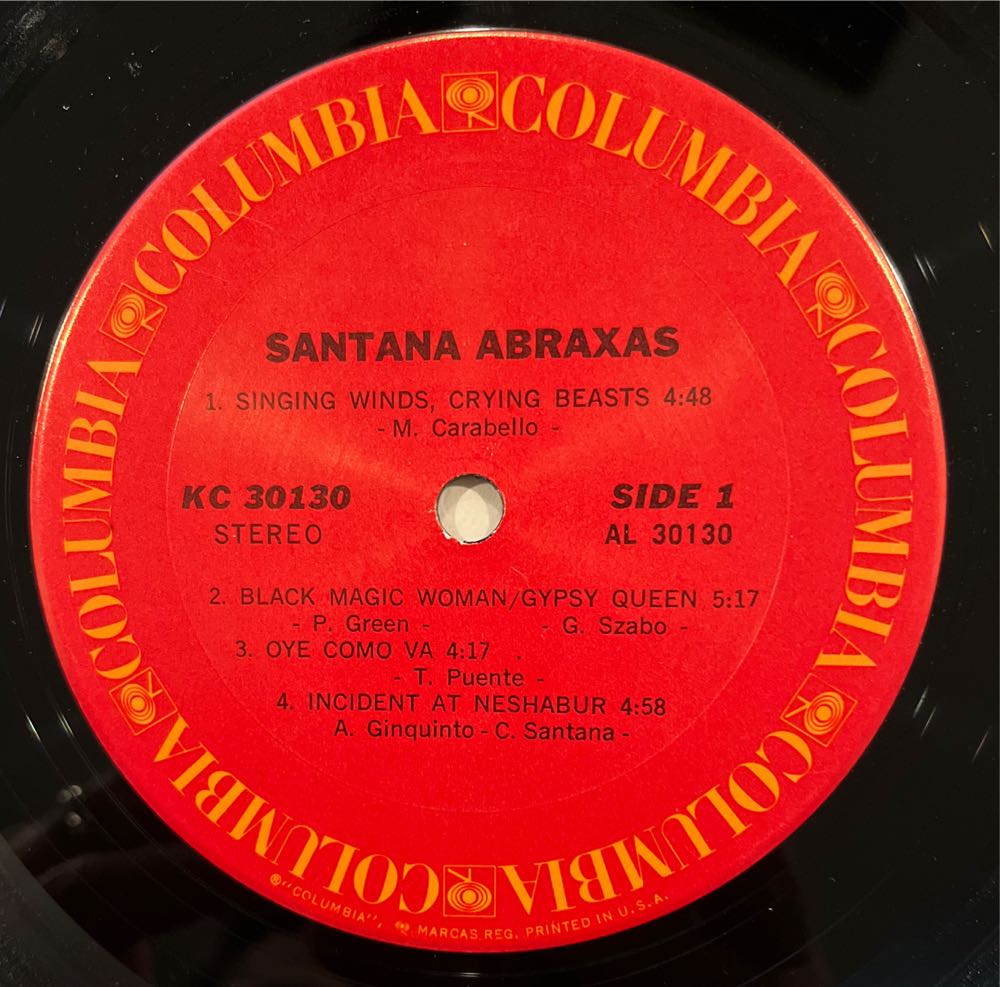 COLUMBIA COLUMBIA COLUMBIA COLUMBIA COLUMBIA COLUMBIA
SANTANA ABRAXAS
1. SINGING WINDS, CRYING BEASTS 4:48
- M. Carabello -
KC 30130 SIDE 1
STEREO AL 30130
2. BLACK MAGIC WOMAN/GYPSY QUEEN 5:17
- P. Green - - G. Szabo -
3. OYE COMO VA 4:17
- T. Puente -
4. INCIDENT AT NESHABUR 4:58
A. Ginquinto - C. Santana -
®"COLUMBIA", MARCAS REG. PRINTED IN U.S.A.